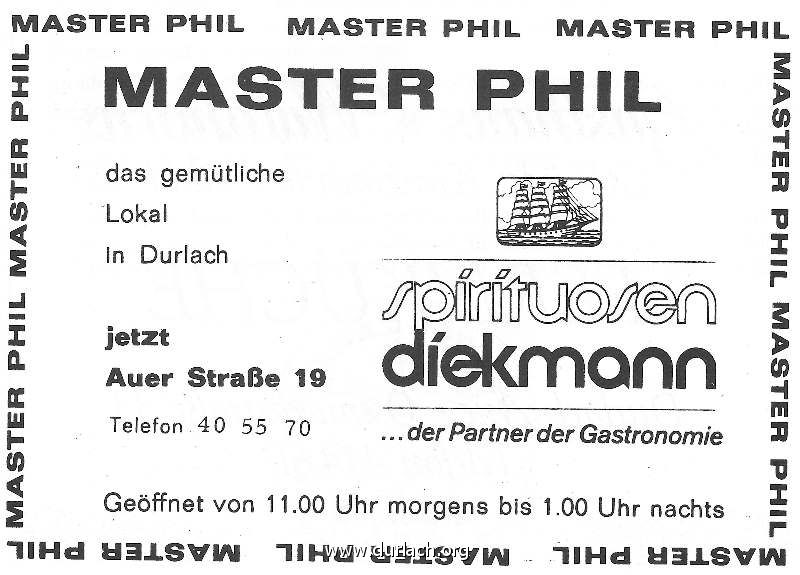 MASTER PHIL MASTER PHIL MASTER PHIL
MASTER PHIL
das gemütliche
Lokal
in Durlach
jetzt
Auer Straße 19
Telefon 40 55 70
spirituosen
diekmann
...der Partner der Gastronomie
Geöffnet von 11.00 Uhr morgens bis 1.00 Uhr nachts
MASTER PHIL MASTER PHIL
MASTER PHIL MASTER PHIL
MASTER PHIL MASTER PHIL MASTER PHIL
www.durlach.org